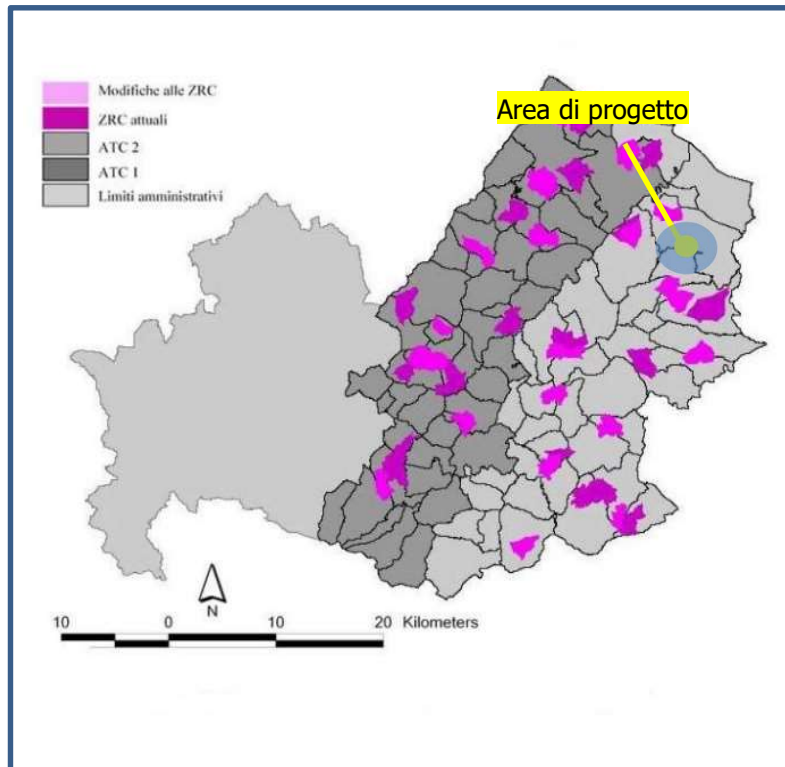 Modifiche alle ZRC
ZRC attuali
ATC 2
ATC 1
Limiti amministrativi
Area di progetto
N
10 0 10 20 Kilometers